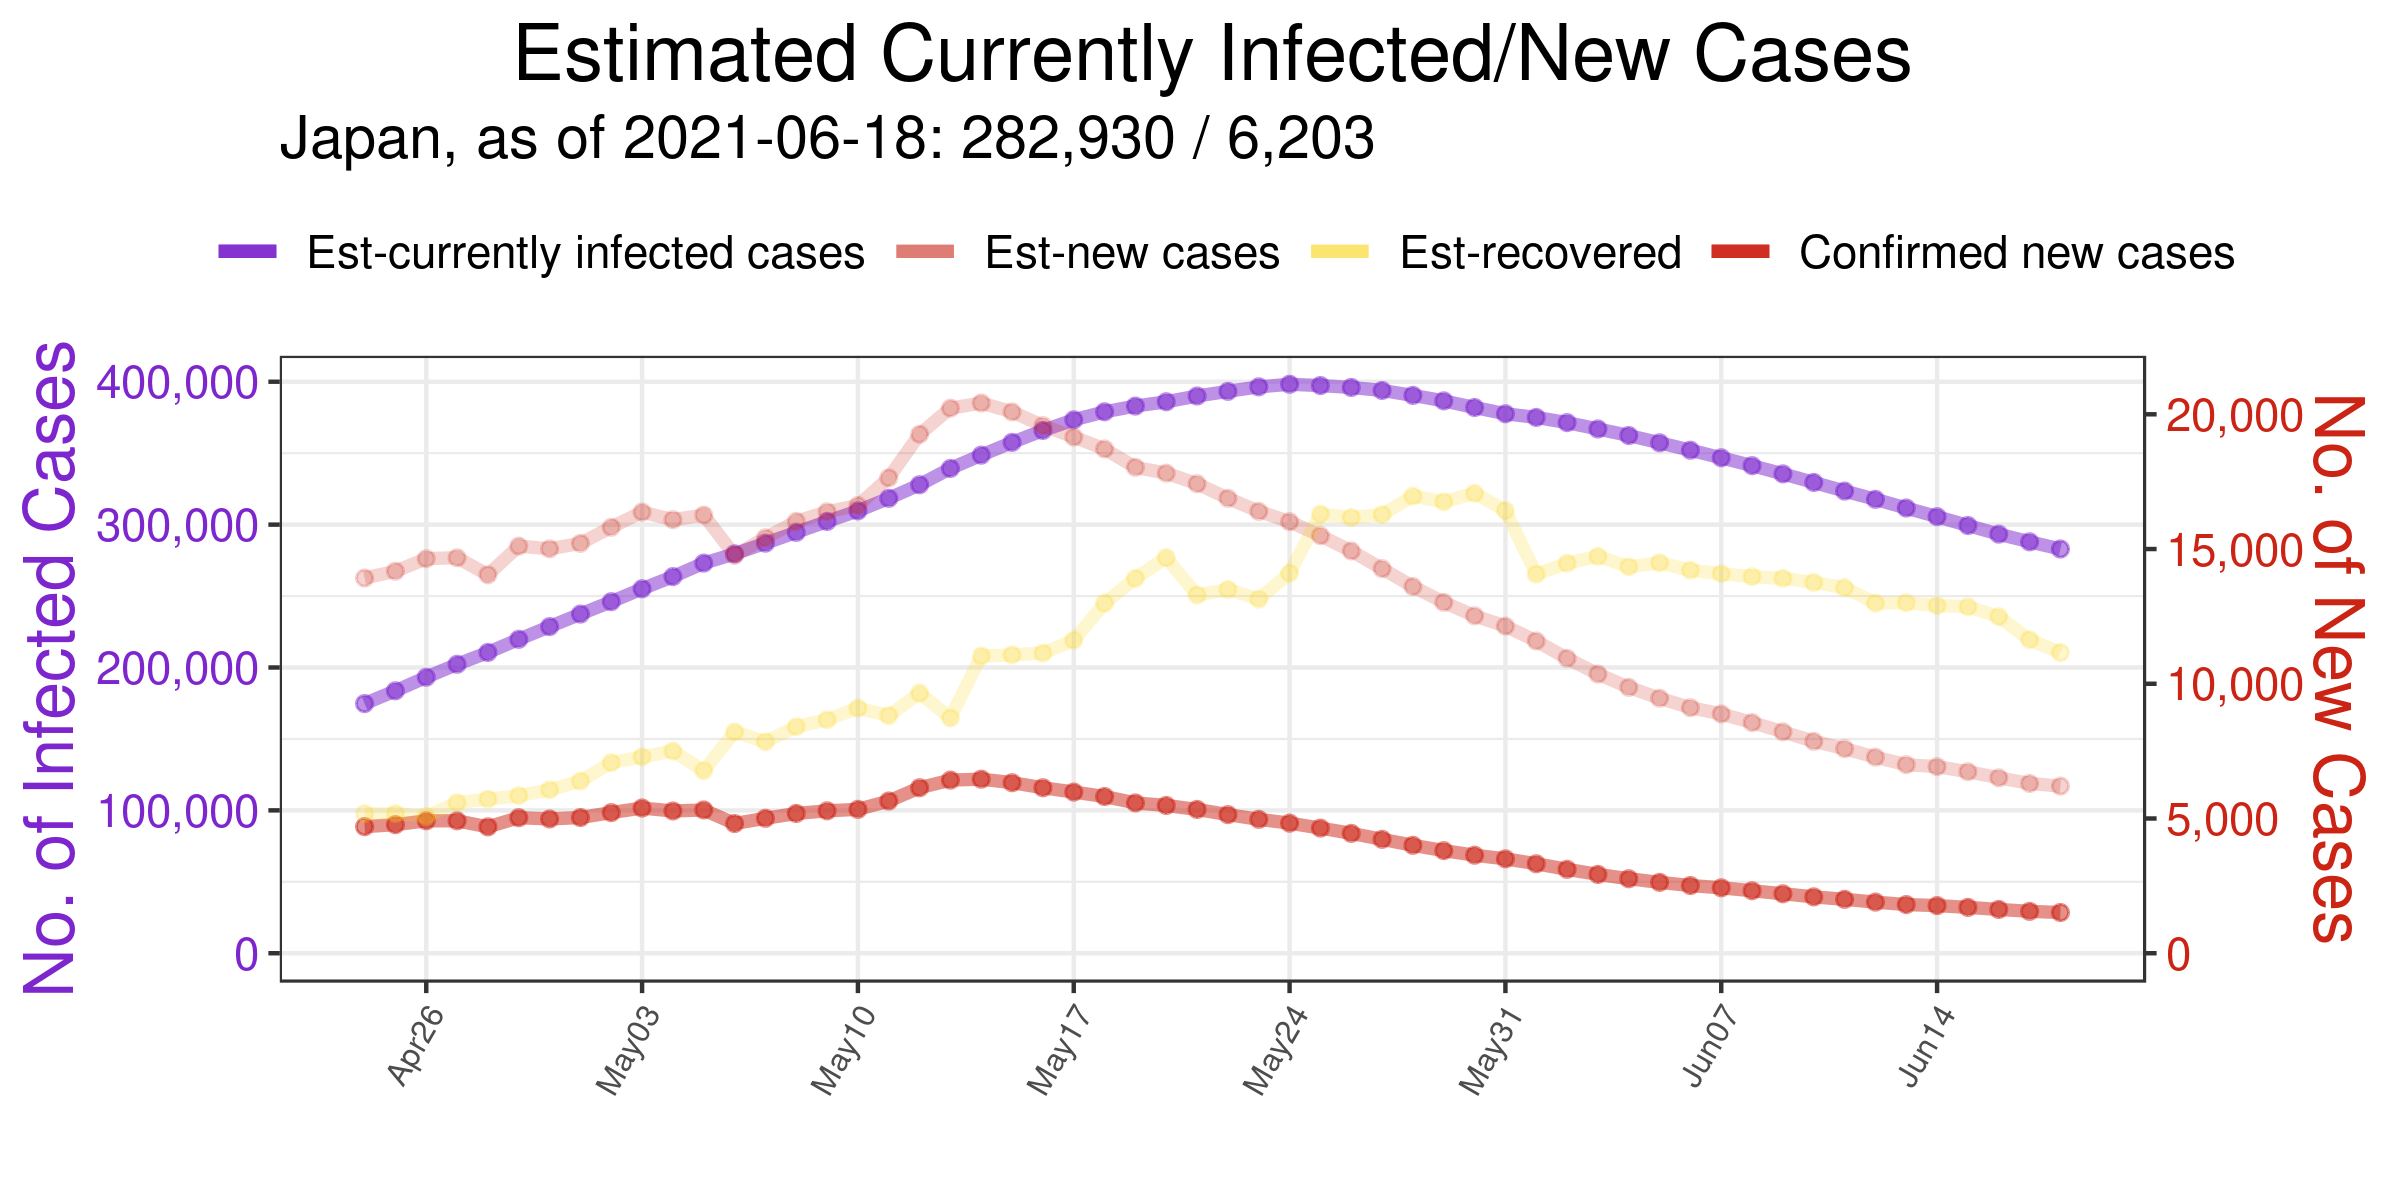 Estimated Currently Infected/New Cases
Japan, as of 2021-06-18: 282,930 / 6,203
Est-currently infected cases Est-new cases Est-recovered Confirmed new cases
No. of Infected Cases
400,000
300,000
200,000
100,000
0
20,000
15,000
10,000
5,000
0
No. of New Cases
Apr26 May03 May10 May17 May24 May31 Jun07 Jun14